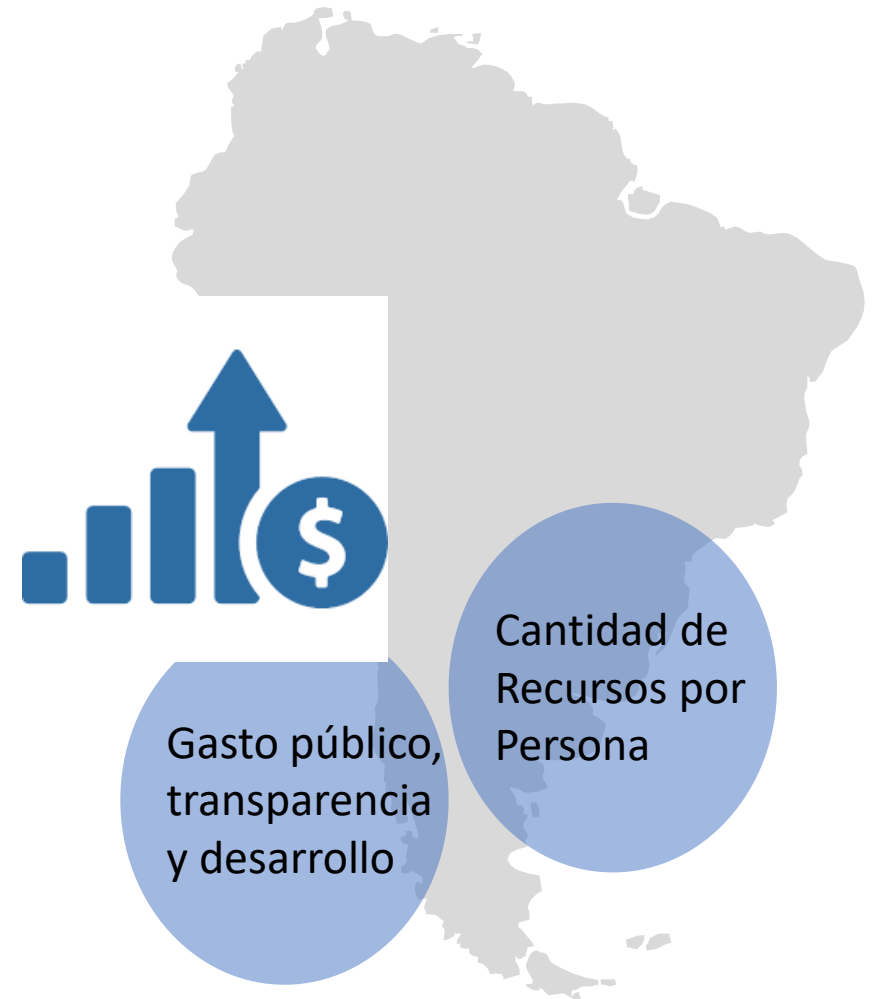 $
Cantidad de
Recursos por
Persona
Gasto público,
transparencia
y desarrollo